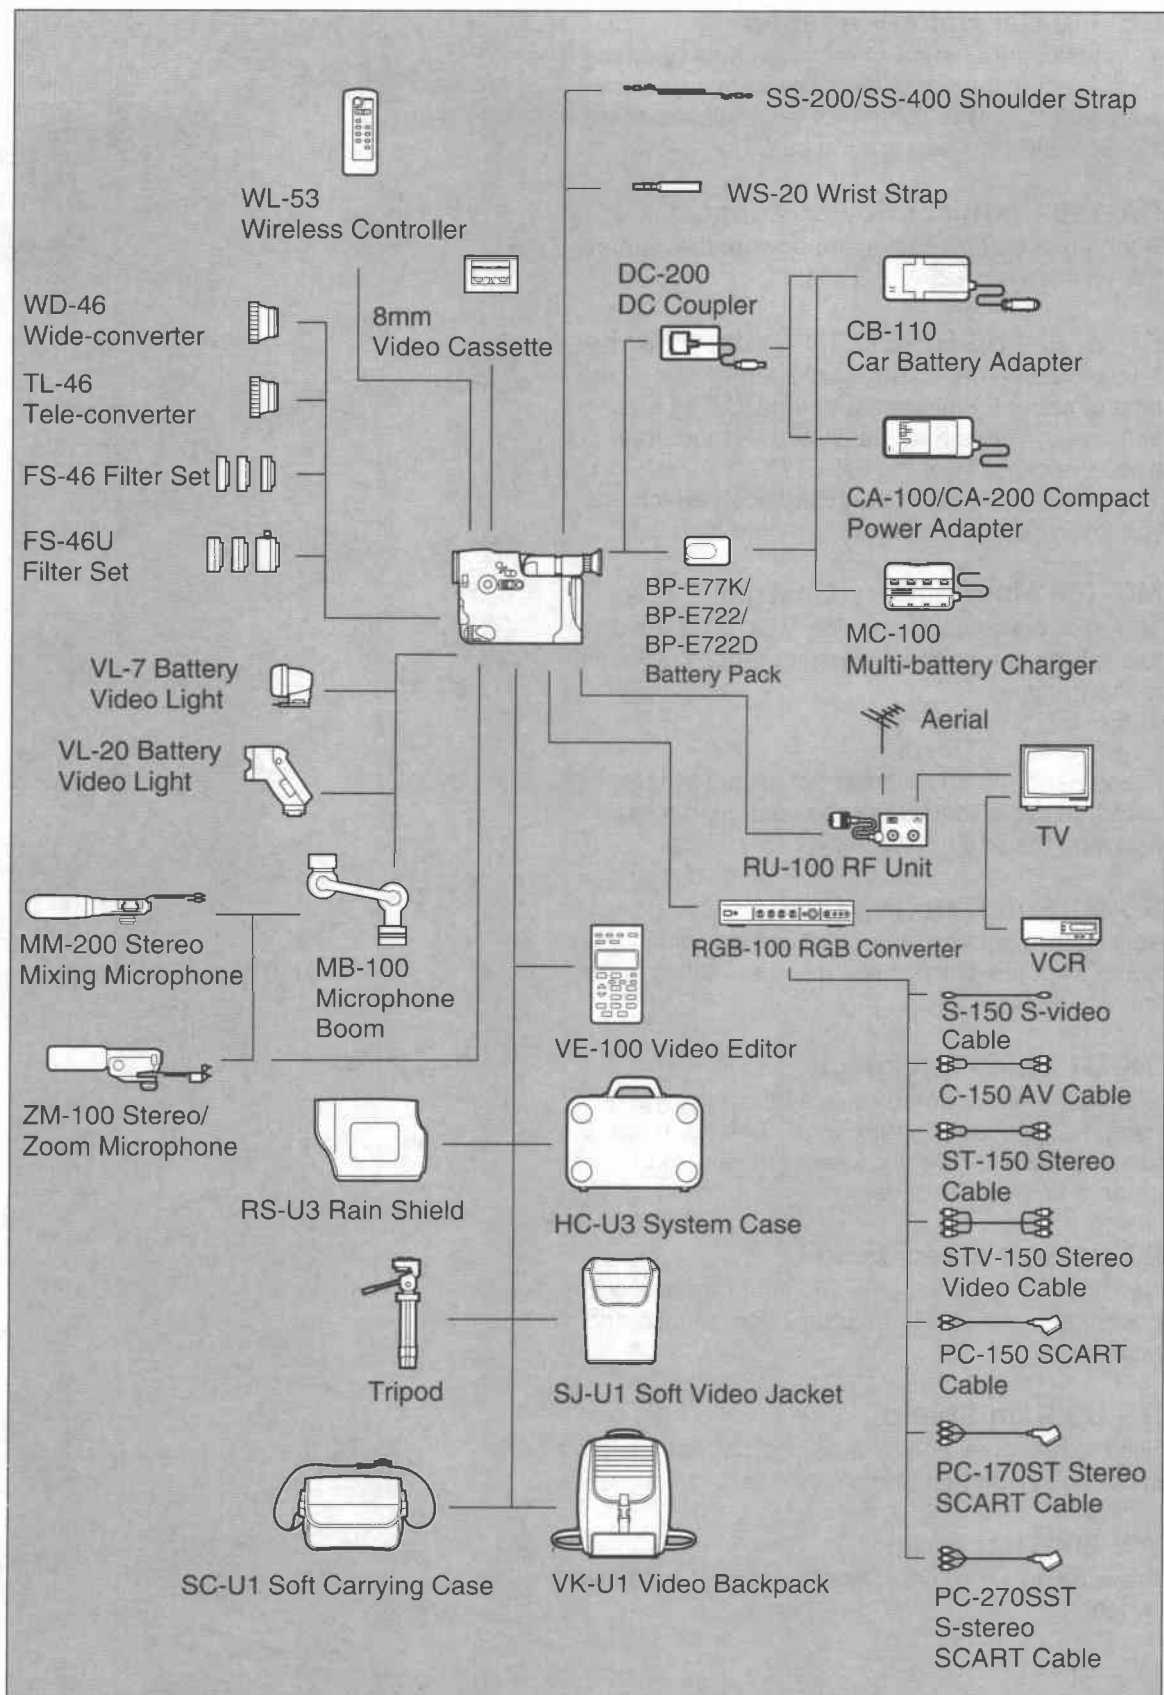 SS-200/SS-400 Shoulder Strap
WL-53
Wireless Controller
WS-20 Wrist Strap
WD-46
Wide-converter
8mm
Video Cassette
DC-200
DC Coupler
CB-110
Car Battery Adapter
TL-46
Tele-converter
FS-46 Filter Set
CA-100/CA-200 Compact
Power Adapter
FS-46U
Filter Set
BP-E77K/
BP-E722/
BP-E722D
Battery Pack
MC-100
Multi-battery Charger
VL-7 Battery
Video Light
Aerial
VL-20 Battery
Video Light
TV
RU-100 RF Unit
MM-200 Stereo
Mixing Microphone
MB-100
Microphone
Boom
RGB-100 RGB Converter
VCR
VE-100 Video Editor
S-150 S-video
Cable
C-150 AV Cable
ZM-100 Stereo/
Zoom Microphone
ST-150 Stereo
Cable
RS-U3 Rain Shield
HC-U3 System Case
STV-150 Stereo
Video Cable
PC-150 SCART
Cable
Tripod
SJ-U1 Soft Video Jacket
PC-170ST Stereo
SCART Cable
SC-U1 Soft Carrying Case
VK-U1 Video Backpack
PC-270SST
S-stereo
SCART Cable